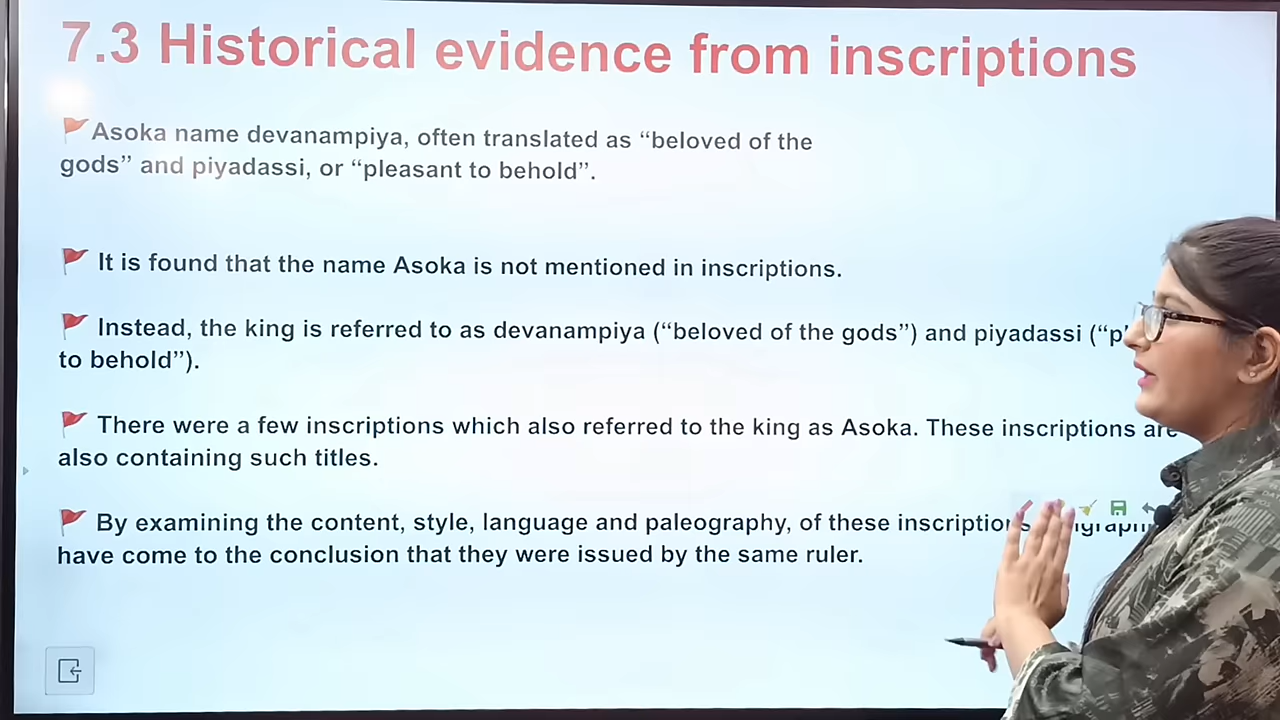 7.3 Historical evidence from inscriptions
Asoka name devanampiya, often translated as “beloved of the
gods” and piyadassi, or “pleasant to behold”.
It is found that the name Asoka is not mentioned in inscriptions.
Instead, the king is referred to as devanampiya (“beloved of the gods”) and piyadassi
to behold”).
There were a few inscriptions which also referred to the king as Asoka. These inscriptions are
also containing such titles.
By examining the content, style, language and paleography, of these
have come to the conclusion that they were issued by the same ruler.